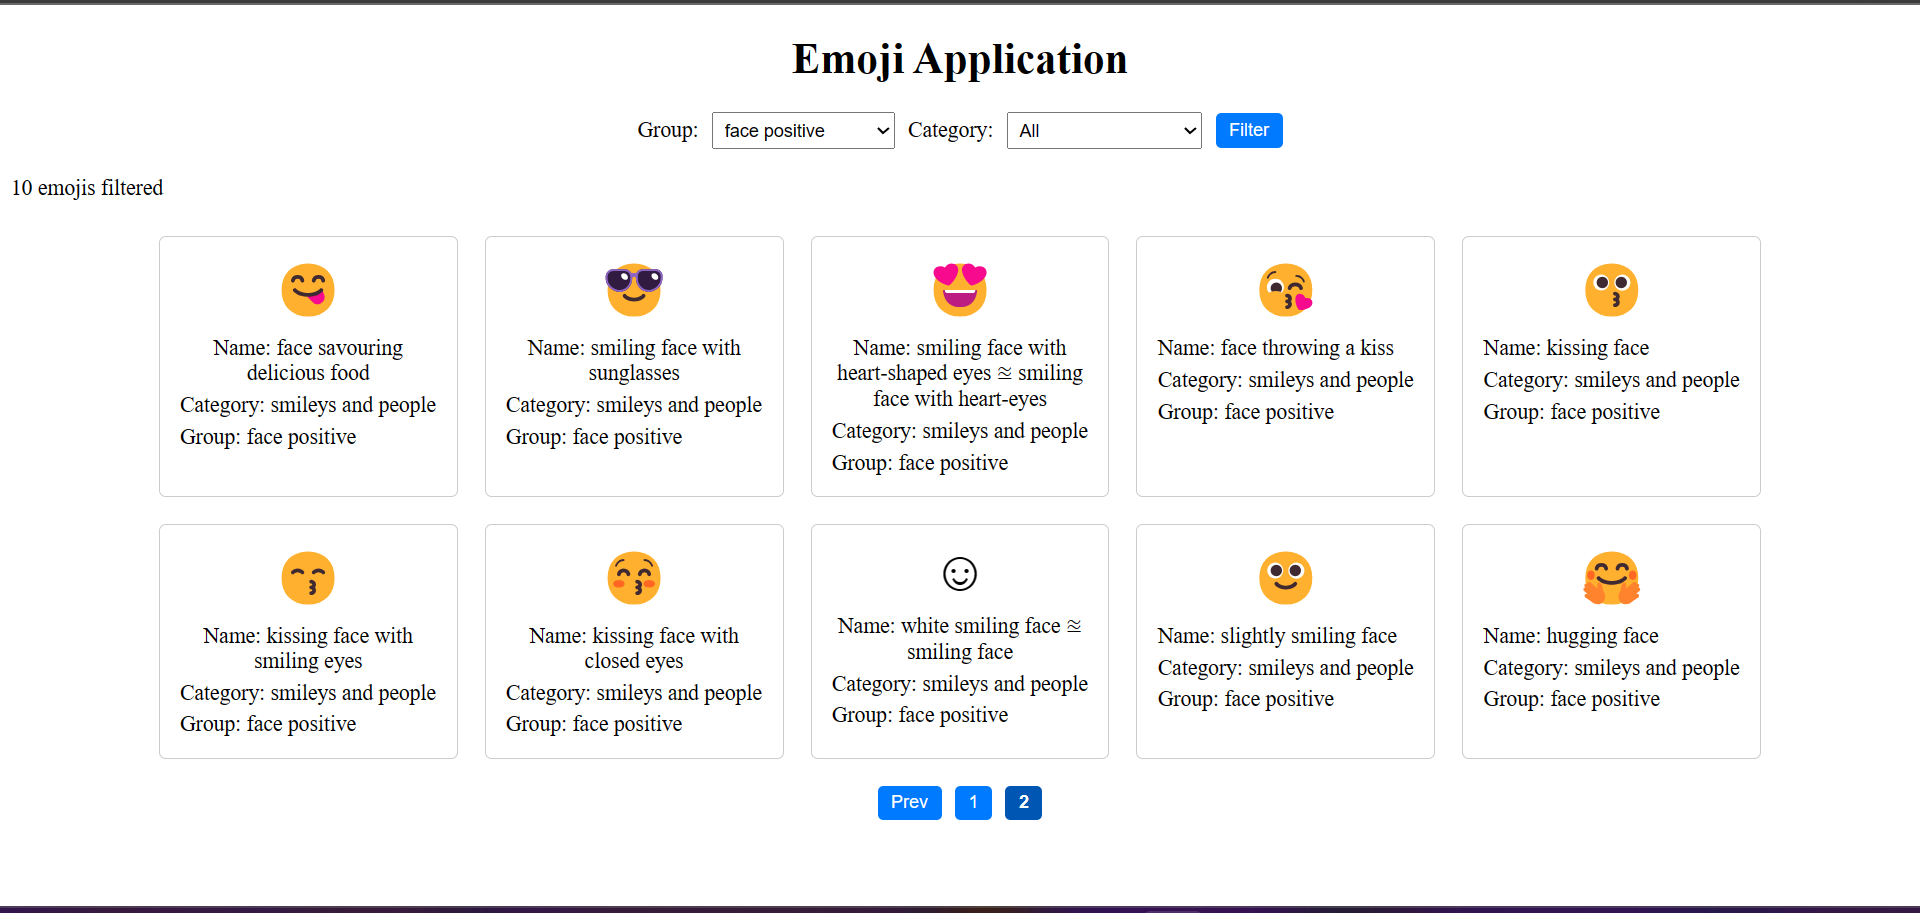 Emoji Application
Group: face positive Category: All Filter
10 emojis filtered
Name: face savouring
delicious food
Category: smileys and people
Group: face positive
Name: smiling face with
sunglasses
Category: smileys and people
Group: face positive
Name: smiling face with
heart-shaped eyes ≊ smiling
face with heart-eyes
Category: smileys and people
Group: face positive
Name: face throwing a kiss
Category: smileys and people
Group: face positive
Name: kissing face
Category: smileys and people
Group: face positive
Name: kissing face with
smiling eyes
Category: smileys and people
Group: face positive
Name: kissing face with
closed eyes
Category: smileys and people
Group: face positive
Name: white smiling face ≊
smiling face
Category: smileys and people
Group: face positive
Name: slightly smiling face
Category: smileys and people
Group: face positive
Name: hugging face
Category: smileys and people
Group: face positive
Prev 1 2